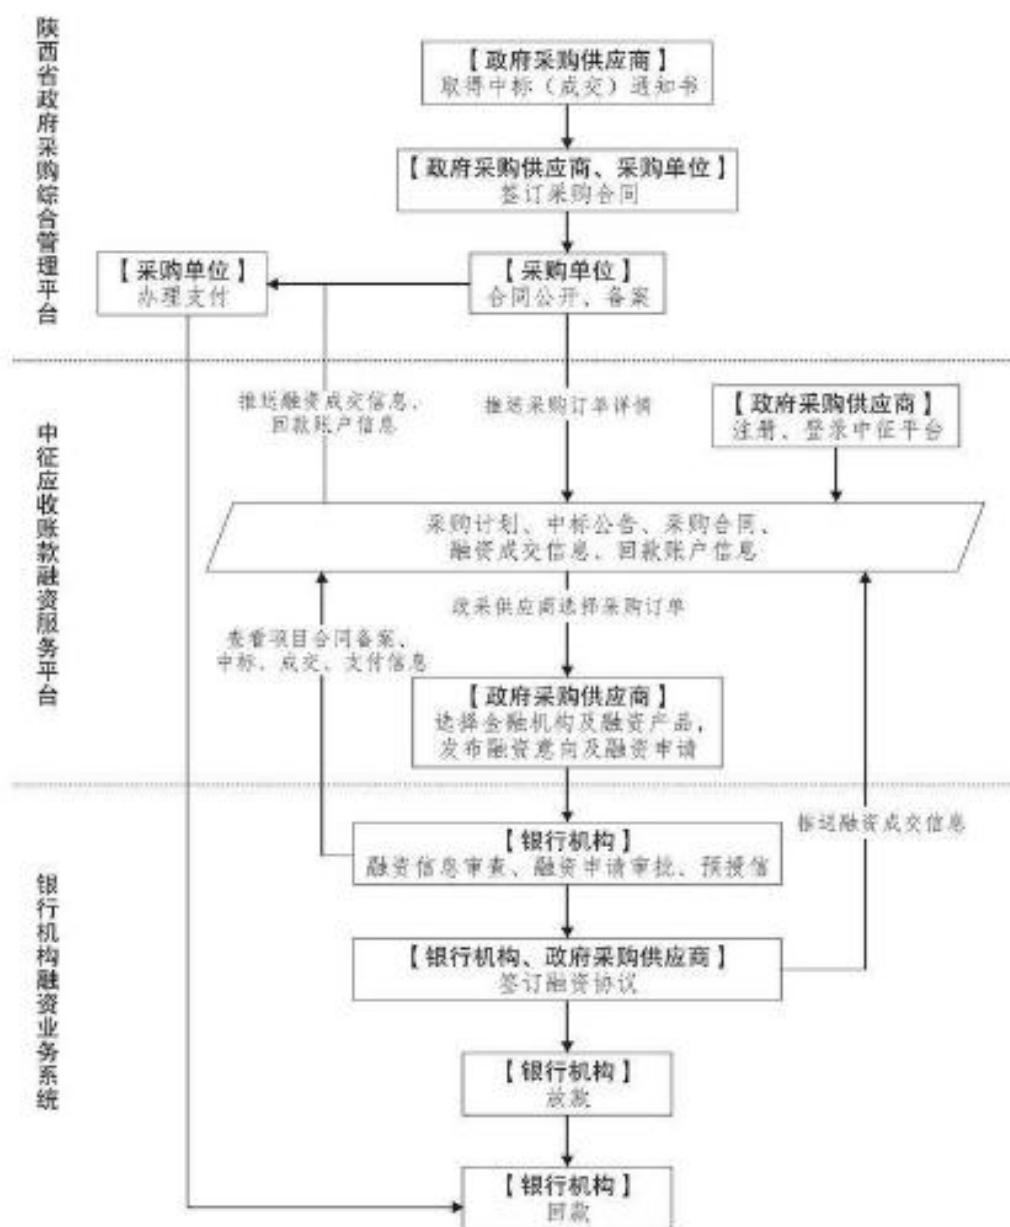 陕西省政府采购综合管理平台
【政府采购供应商】
取得中标（成交）通知书
【政府采购供应商、采购单位】
签订采购合同
【采购单位】
办理支付
【采购单位】
合同公开、备案
中征应收账款融资服务平台
推送融资成交信息、
回款账户信息
推送采购订单详情
【政府采购供应商】
注册、登录中征平台
采购计划、中标公告、采购合同、
融资成交信息、回款账户信息
政采供应商选择采购订单
查看项目合同备案、
中标、成交、支付信息
【政府采购供应商】
选择金融机构及融资产品，
发布融资意向及融资申请
银行机构融资业务系统
【银行机构】
融资信息审查、融资申请审批、预授信
推送融资成交信息
【银行机构、政府采购供应商】
签订融资协议
【银行机构】
放款
【银行机构】
回款